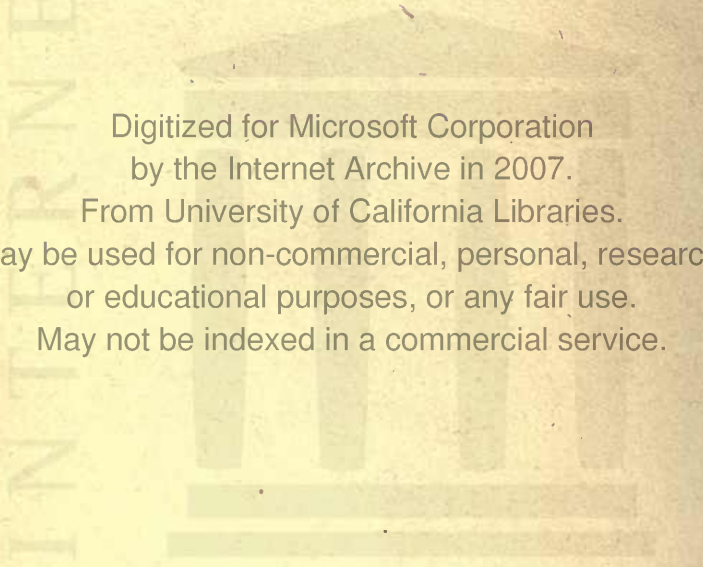 Digitized for Microsoft Corporation
by the Internet Archive in 2007.
From University of California Libraries.
ay be used for non-commercial, personal, researc
or educational purposes, or any fair use.
May not be indexed in a commercial service.
INTERNE